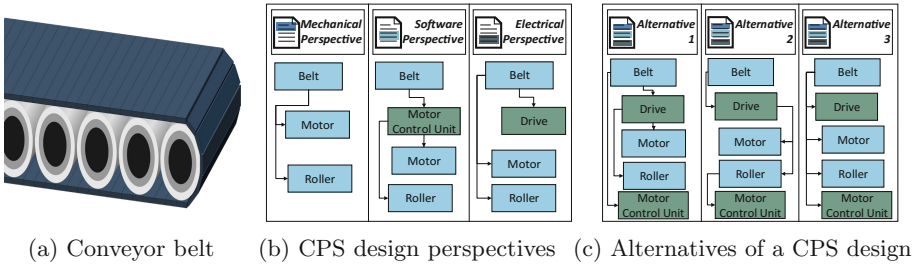 Mechanical
Perspective
Software
Perspective
Electrical
Perspective
Belt
Motor
Roller
Belt
Motor
Control Unit
Motor
Roller
Belt
Drive
Motor
Roller
Alternative
1
Alternative
2
Alternative
3
Belt
Drive
Motor
Roller
Motor
Control Unit
Belt
Drive
Motor
Roller
Motor
Control Unit
Belt
Drive
Motor
Roller
Motor
Control Unit
(a) Conveyor belt
(b) CPS design perspectives
(c) Alternatives of a CPS design